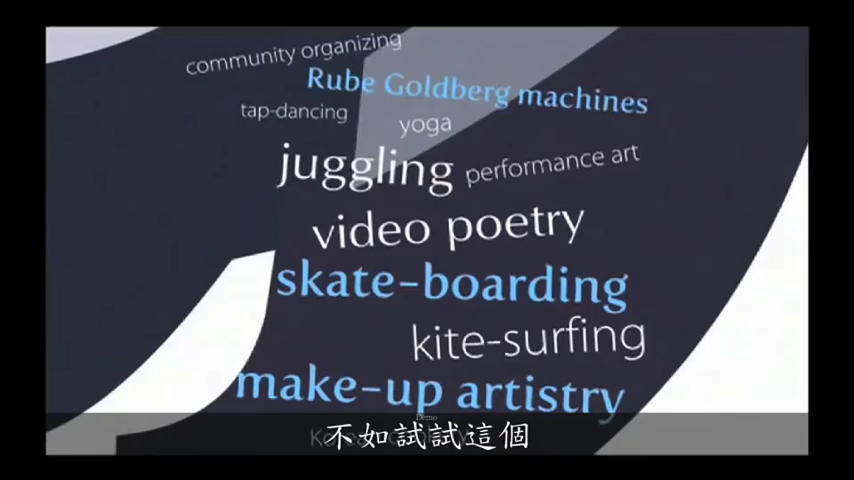 community organizing
Rube Goldberg machines
tap-dancing
yoga
juggling performance art
video poetry
skate-boarding
kite-surfing
make-up artistry
Demo
不如試試這個